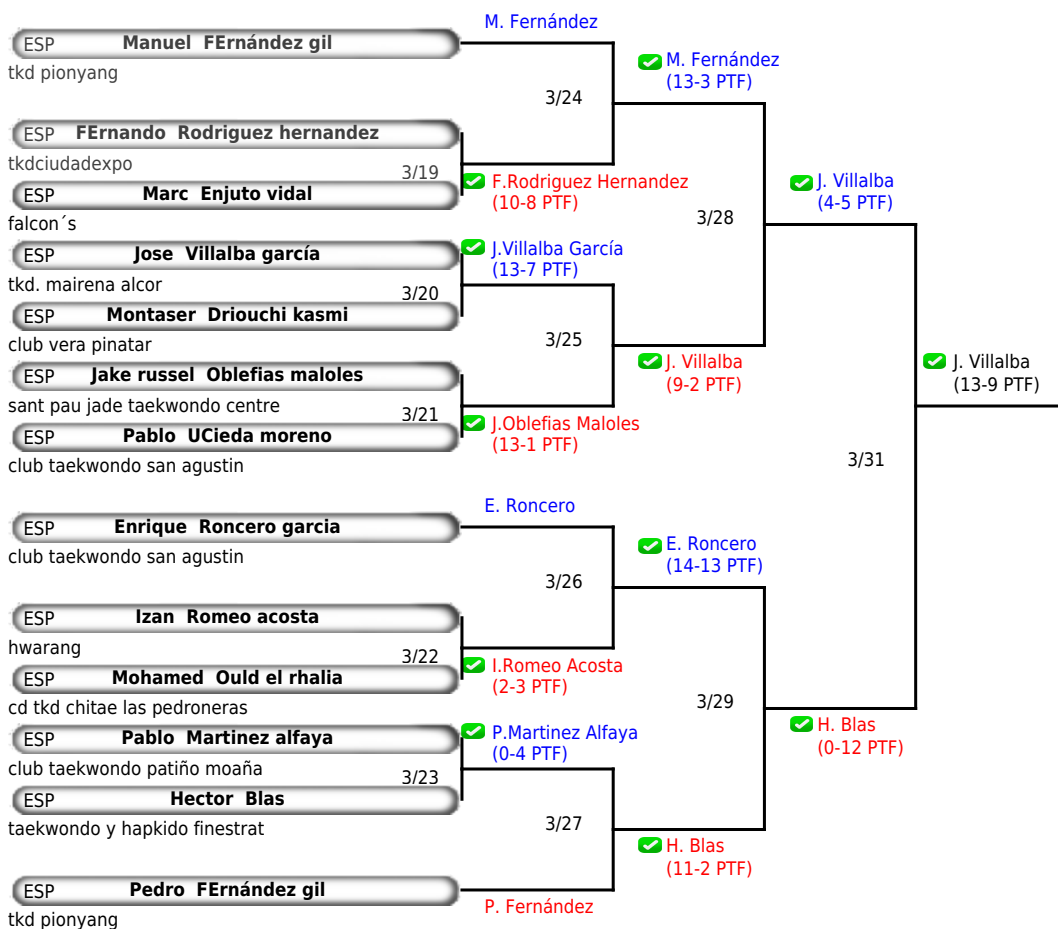 M. Fernández
ESP Manuel FErnández gil
tkd pionyang
M. Fernández
(13-3 PTF)
3/24
ESP FErnando Rodriguez hernandez
tkdciudadexpo
3/19
F.Rodriguez Hernandez
(10-8 PTF)
ESP Marc Enjuto vidal
falcon´s
J. Villalba
(4-5 PTF)
3/28
ESP Jose Villalba garcía
tkd. mairena alcor
J.Villalba García
(13-7 PTF)
3/20
ESP Montaser Driouchi kasmi
club vera pinatar
3/25
J. Villalba
(9-2 PTF)
J. Villalba
(13-9 PTF)
ESP Jake russel Oblefias maloles
sant pau jade taekwondo centre
3/21
J.Oblefias Maloles
(13-1 PTF)
ESP Pablo UCieda moreno
club taekwondo san agustin
3/31
E. Roncero
ESP Enrique Roncero garcia
club taekwondo san agustin
E. Roncero
(14-13 PTF)
3/26
ESP Izan Romeo acosta
hwarang
3/22
I.Romeo Acosta
(2-3 PTF)
ESP Mohamed Ould el rhalia
cd tkd chitae las pedroneras
3/29
H. Blas
(0-12 PTF)
ESP Pablo Martinez alfaya
club taekwondo patiño moaña
P.Martinez Alfaya
(0-4 PTF)
3/23
ESP Hector Blas
taekwondo y hapkido finestrat
3/27
H. Blas
(11-2 PTF)
ESP Pedro FErnández gil
tkd pionyang
P. Fernández